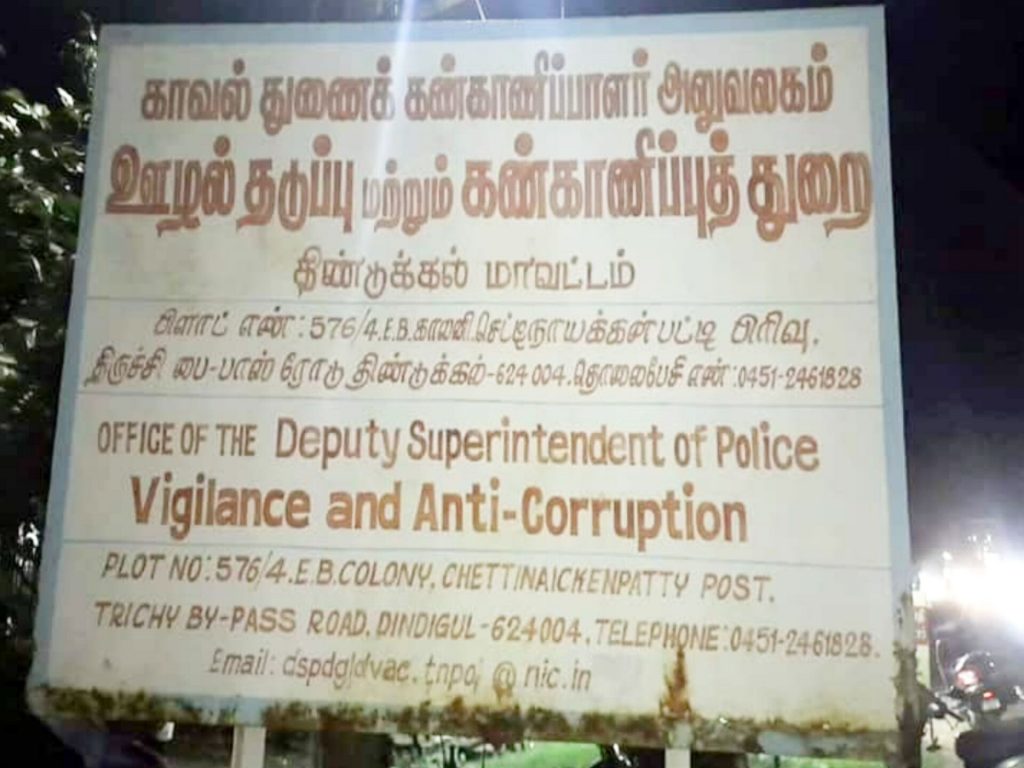 காவல் துணைக் கண்காணிப்பாளர் அலுவலகம்
ஊழல் தடுப்பு மற்றும் கண்காணிப்புத் துறை
திண்டுக்கல் மாவட்டம்
பிளாட் எண்: 576/4.E.B.காலனி.செட்டிநாயக்கன்பட்டி பிரிவு.
திருச்சி பை-பாஸ் ரோடு திண்டுக்கல்-624 004.தொலைபேசி எண்:0451-2461828
OFFICE OF THE Deputy Superintendent of Police
Vigilance and Anti-Corruption
PLOT NO:576/4.E.B.COLONY, CHETTINAICKENPATTY POST.
TRICHY BY-PASS ROAD, DINDIGUL-624004. TELEPHONE:0451-2461828.
Email: @ nic.in